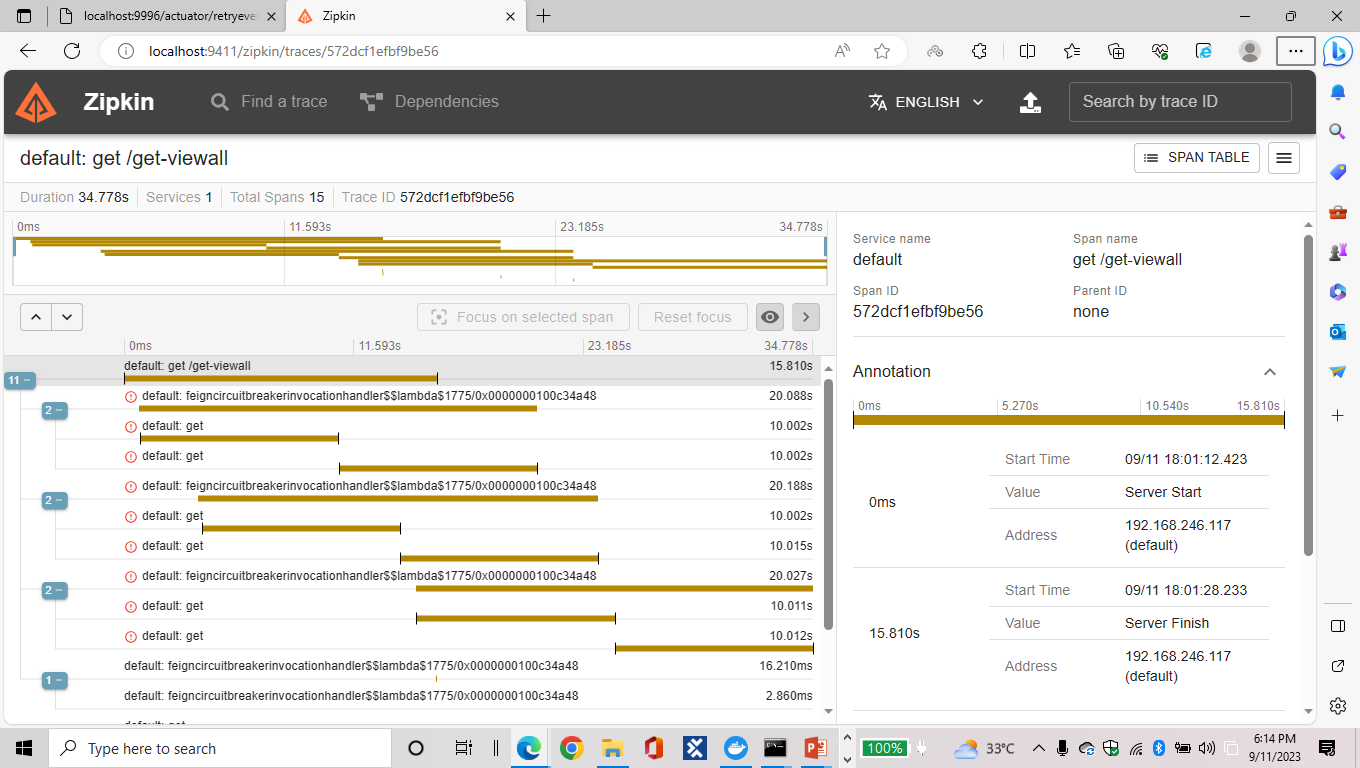 localhost:9996/actuator/retryeve
Zipkin
localhost:9411/zipkin/traces/572dcf1efbf9be56
Zipkin
Find a trace
Dependencies
ENGLISH
Search by trace ID
default: get /get-viewall
SPAN TABLE
Duration 34.778s Services 1 Total Spans 15 Trace ID 572dcf1efbf9be56
0ms 11.593s 23.185s 34.778s
Focus on selected span
Reset focus
0ms 11.593s 23.185s 34.778s
default: get /get-viewall 15.810s
11 −
default: feigncircuitbreakerinvocationhandler$$lambda$1775/0x0000000100c34a48 20.088s
2 −
default: get 10.002s
default: get 10.002s
default: feigncircuitbreakerinvocationhandler$$lambda$1775/0x0000000100c34a48 20.188s
2 −
default: get 10.002s
default: get 10.015s
default: feigncircuitbreakerinvocationhandler$$lambda$1775/0x0000000100c34a48 20.027s
2 −
default: get 10.011s
default: get 10.012s
default: feigncircuitbreakerinvocationhandler$$lambda$1775/0x0000000100c34a48 16.210ms
1 −
default: feigncircuitbreakerinvocationhandler$$lambda$1775/0x0000000100c34a48 2.860ms
default: get
Service name Span name
default get /get-viewall
Span ID Parent ID
572dcf1efbf9be56 none
Annotation
0ms 5.270s 10.540s 15.810s
0ms
Start Time 09/11 18:01:12.423
Value Server Start
Address 192.168.246.117
(default)
15.810s
Start Time 09/11 18:01:28.233
Value Server Finish
Address 192.168.246.117
(default)
Type here to search
100%
33°C
6:14 PM
9/11/2023